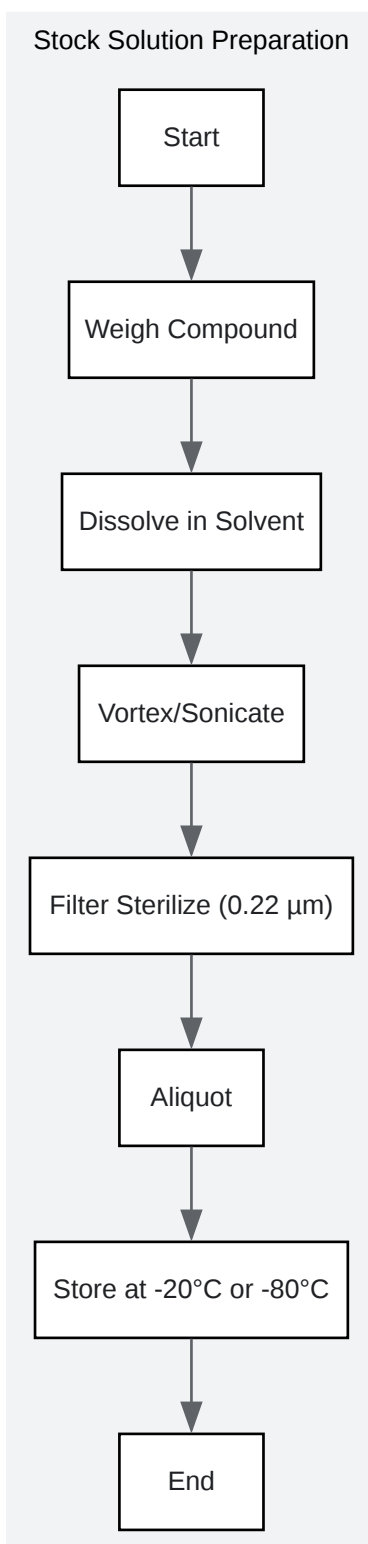 Stock Solution Preparation
Start
Weigh Compound
Dissolve in Solvent
Vortex/Sonicate
Filter Sterilize (0.22 µm)
Aliquot
Store at -20°C or -80°C
End